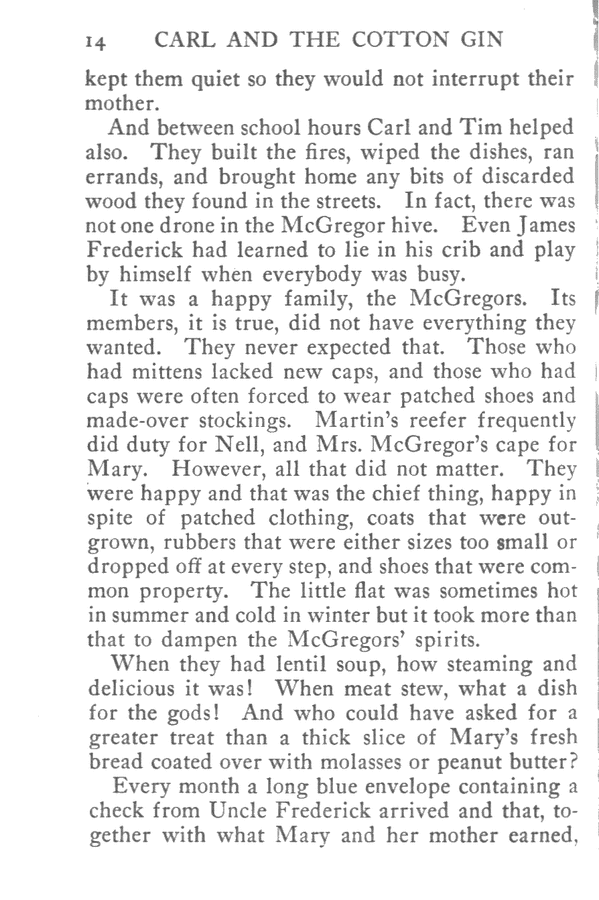 14 CARL AND THE COTTON GIN
kept them quiet so they would not interrupt their
mother.
And between school hours Carl and Tim helped
also. They built the fires, wiped the dishes, ran
errands, and brought home any bits of discarded
wood they found in the streets. In fact, there was
not one drone in the McGregor hive. Even James
Frederick had learned to lie in his crib and play
by himself when everybody was busy.
It was a happy family, the McGregors. Its
members, it is true, did not have everything they
wanted. They never expected that. Those who
had mittens lacked new caps, and those who had
caps were often forced to wear patched shoes and
made-over stockings. Martin's reefer frequently
did duty for Nell, and Mrs. McGregor's cape for
Mary. However, all that did not matter. They
were happy and that was the chief thing, happy in
spite of patched clothing, coats that were out-
grown, rubbers that were either sizes too small or
dropped off at every step, and shoes that were com-
mon property. The little flat was sometimes hot
in summer and cold in winter but it took more than
that to dampen the McGregors' spirits.
When they had lentil soup, how steaming and
delicious it was! When meat stew, what a dish
for the gods! And who could have asked for a
greater treat than a thick slice of Mary's fresh
bread coated over with molasses or peanut butter?
Every month a long blue envelope containing a
check from Uncle Frederick arrived and that, to-
gether with what Mary and her mother earned,